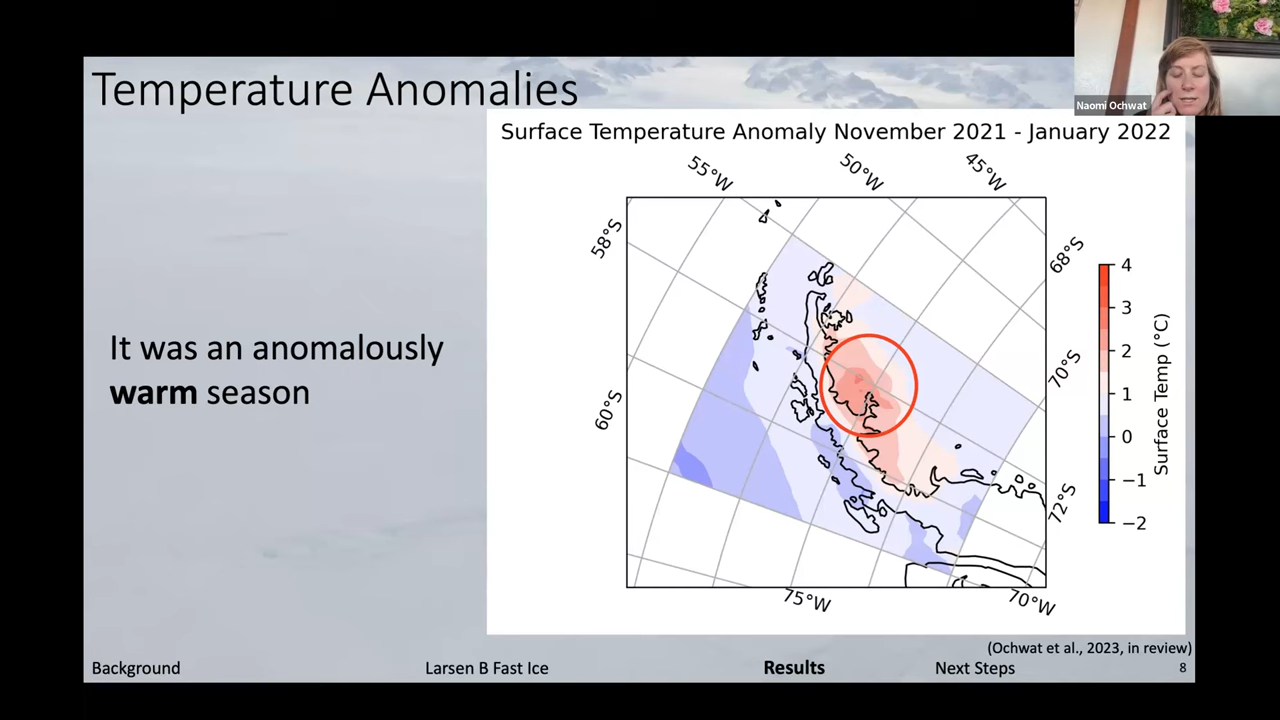 Temperature Anomalies
Naomi Ochwat
Surface Temperature Anomaly November 2021 - January 2022
55°W
50°W
45°W
58°S
68°S
60°S
70°S
72°S
75°W
70°W
4
3
2
1
0
−1
−2
Surface Temp (°C)
It was an anomalously
warm season
(Ochwat et al., 2023, in review)
Background Larsen B Fast Ice Results Next Steps 8